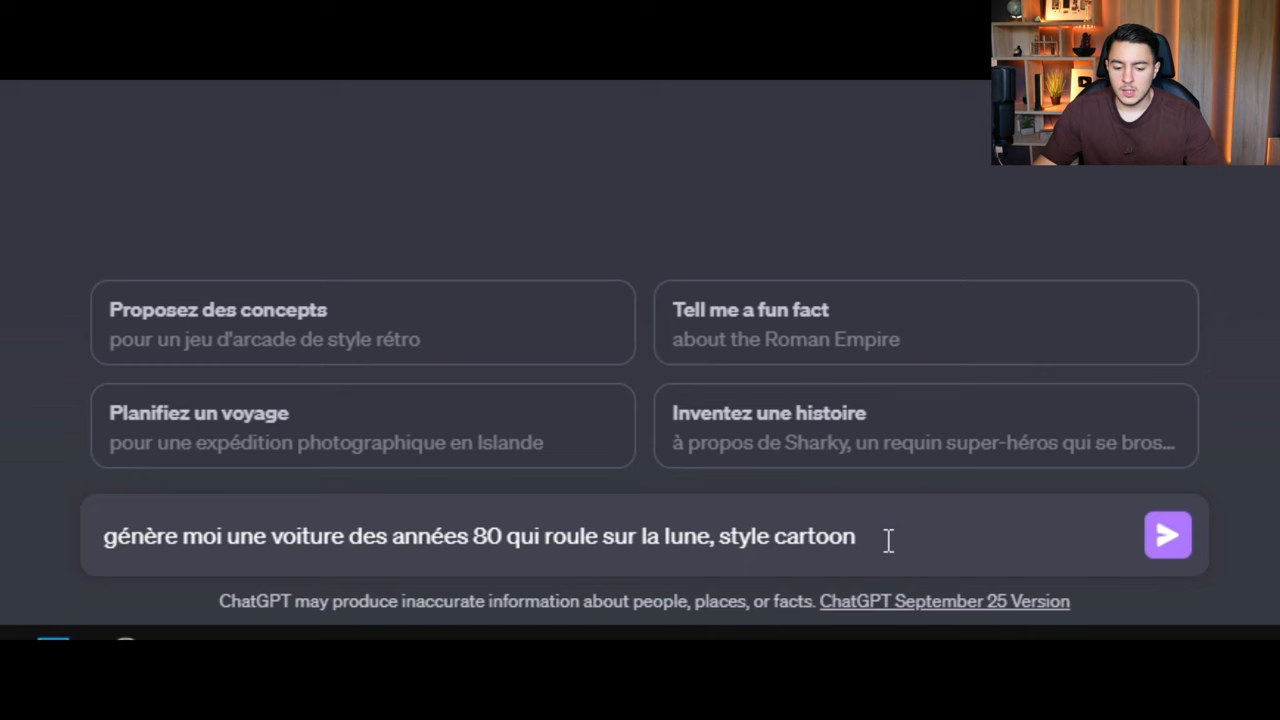 Proposez des concepts
pour un jeu d'arcade de style rétro
Tell me a fun fact
about the Roman Empire
Planifiez un voyage
pour une expédition photographique en Islande
Inventez une histoire
à propos de Sharky, un requin super-héros qui se bros...
génère moi une voiture des années 80 qui roule sur la lune, style cartoon
ChatGPT may produce inaccurate information about people, places, or facts. ChatGPT September 25 Version